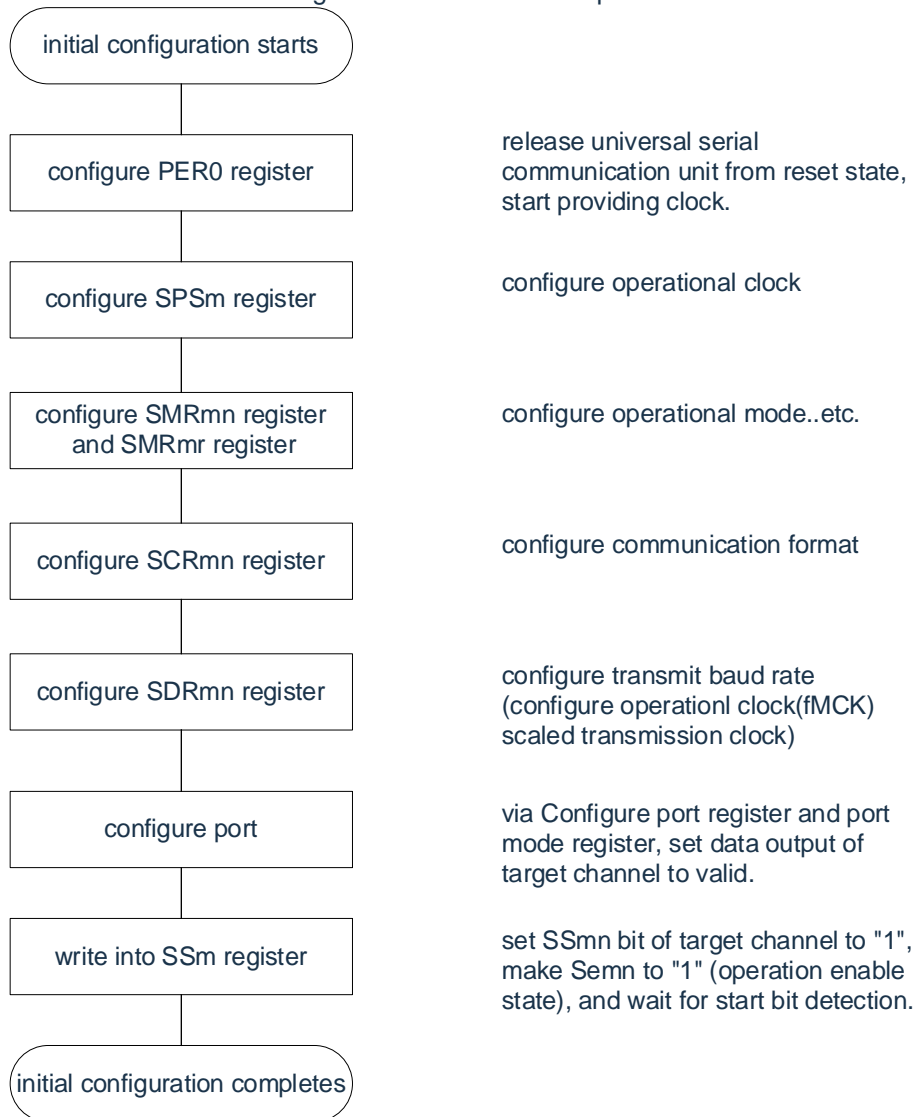 initial configuration starts
configure PER0 register
release universal serial
communication unit from reset state,
start providing clock.
configure SPSm register
configure operational clock
configure SMRmn register
and SMRmr register
configure operational mode..etc.
configure SCRmn register
configure communication format
configure SDRmn register
configure transmit baud rate
(configure operationl clock(fMCK)
scaled transmission clock)
configure port
via Configure port register and port
mode register, set data output of
target channel to valid.
write into SSm register
set SSmn bit of target channel to "1",
make Semn to "1" (operation enable
state), and wait for start bit detection.
initial configuration completes